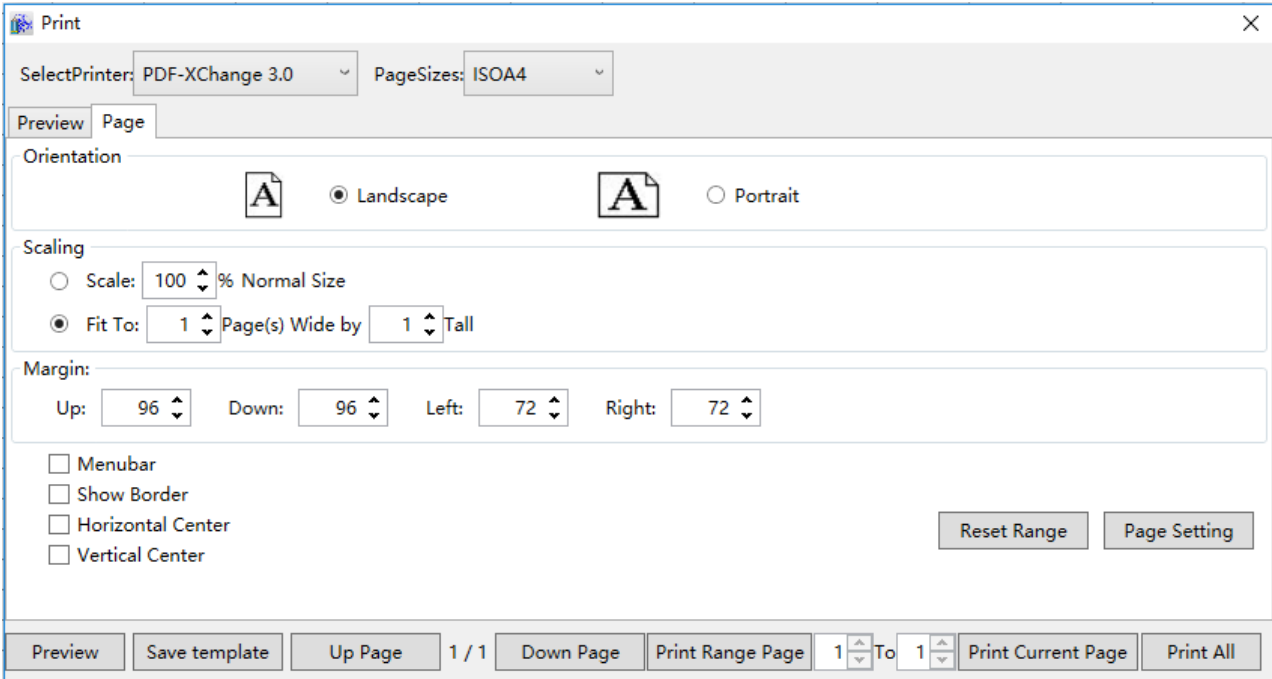 Print
SelectPrinter: PDF-XChange 3.0 PageSizes: ISOA4
Preview Page
Orientation
A Landscape A Portrait
Scaling
Scale: 100 % Normal Size
Fit To: 1 Page(s) Wide by 1 Tall
Margin:
Up: 96 Down: 96 Left: 72 Right: 72
Menubar
Show Border
Horizontal Center
Vertical Center
Reset Range Page Setting
Preview Save template Up Page 1 / 1 Down Page Print Range Page 1 To 1 Print Current Page Print All